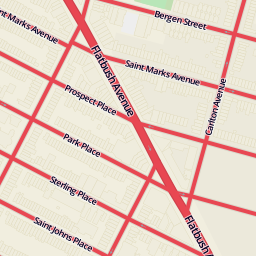 Bergen Street
nt Marks Avenue
Saint Marks Avenue
Flatbush Avenue
Prospect Place
Carlton Avenue
Park Place
Sterling Place
Saint Johns Place
Flatbush